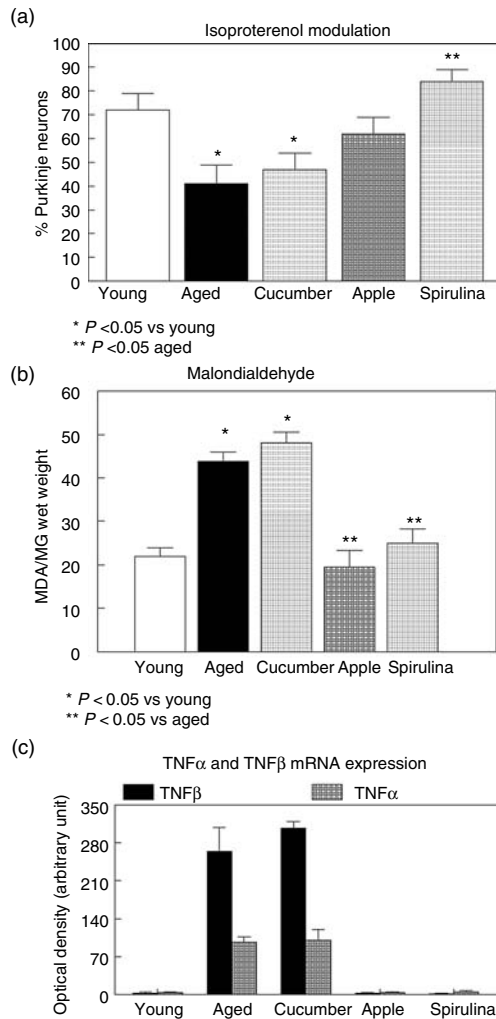 (a)
Isoproterenol modulation
% Purkinje neurons
100
90
80
70
60
50
40
30
20
10
0
*
*
**
Young Aged Cucumber Apple Spirulina
* P <0.05 vs young
** P <0.05 aged
(b)
Malondialdehyde
MDA/MG wet weight
60
50
40
30
20
10
0
*
*
**
**
Young Aged Cucumber Apple Spirulina
* P < 0.05 vs young
** P < 0.05 vs aged
(c)
TNFα and TNFβ mRNA expression
TNFβ TNFα
Optical density (arbitrary unit)
350
280
210
140
70
0
Young Aged Cucumber Apple Spirulina